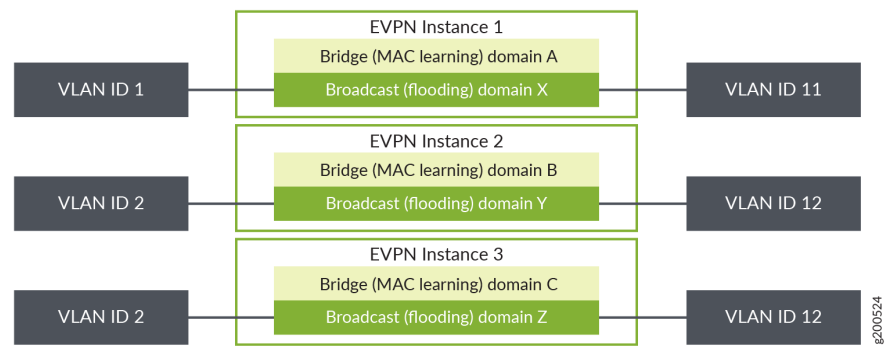 EVPN Instance 1
Bridge (MAC learning) domain A
VLAN ID 1
Broadcast (flooding) domain X
VLAN ID 11
EVPN Instance 2
Bridge (MAC learning) domain B
VLAN ID 2
Broadcast (flooding) domain Y
VLAN ID 12
EVPN Instance 3
Bridge (MAC learning) domain C
VLAN ID 2
Broadcast (flooding) domain Z
VLAN ID 12
g200524